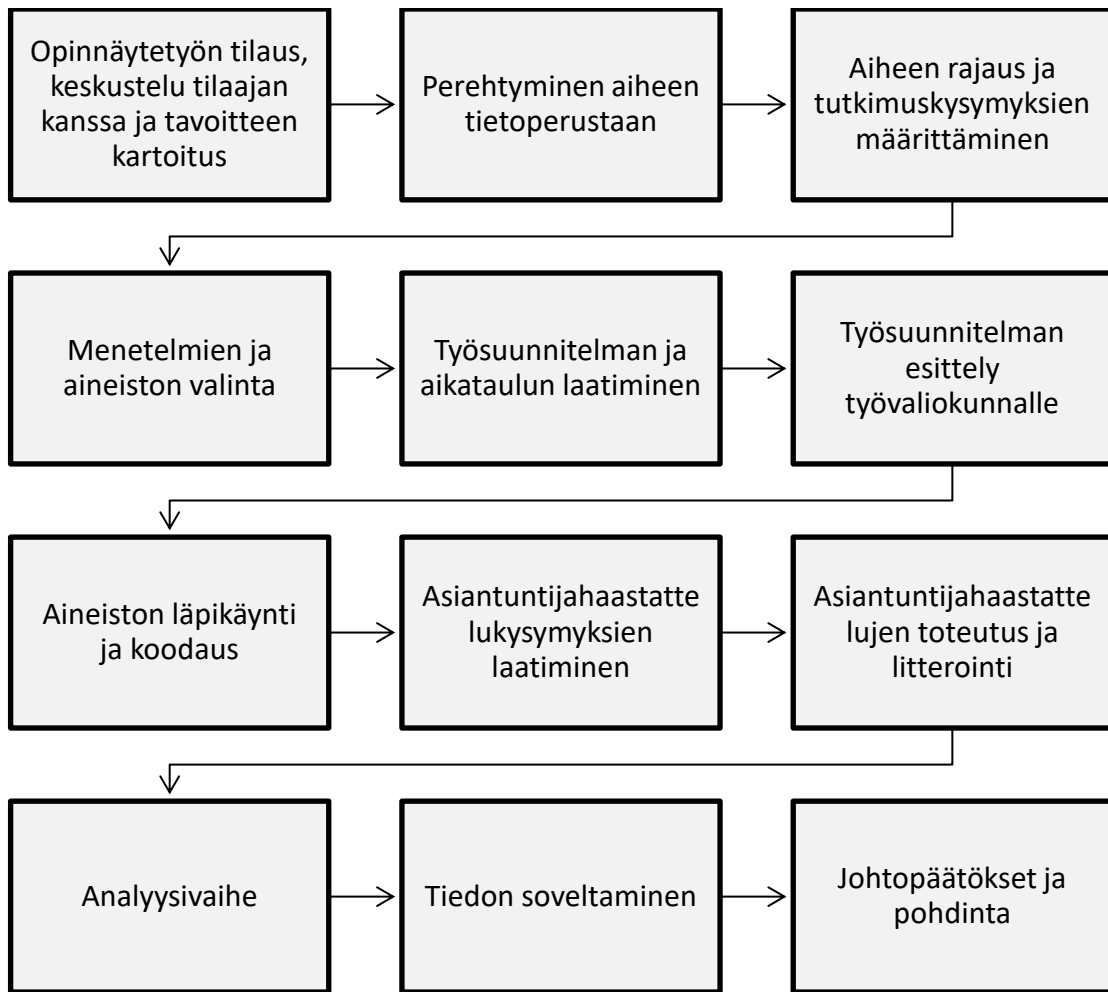 Opinnäytetyön tilaus,
keskustelu tilaajan
kanssa ja tavoitteen
kartoitus
Perehtyminen aiheen
tietoperustaan
Aiheen rajaus ja
tutkimuskysymyksien
määrittäminen
Menetelmien ja
aineiston valinta
Työsuunnitelman ja
aikataulun laatiminen
Työsuunnitelman
esittely
työvaliokunnalle
Aineiston läpikäynti
ja koodaus
Asiantuntijahaastatte
lukysymyksien
laatiminen
Asiantuntijahaastatte
lujen toteutus ja
litterointi
Analyysivaihe
Tiedon soveltaminen
Johtopäätökset ja
pohdinta